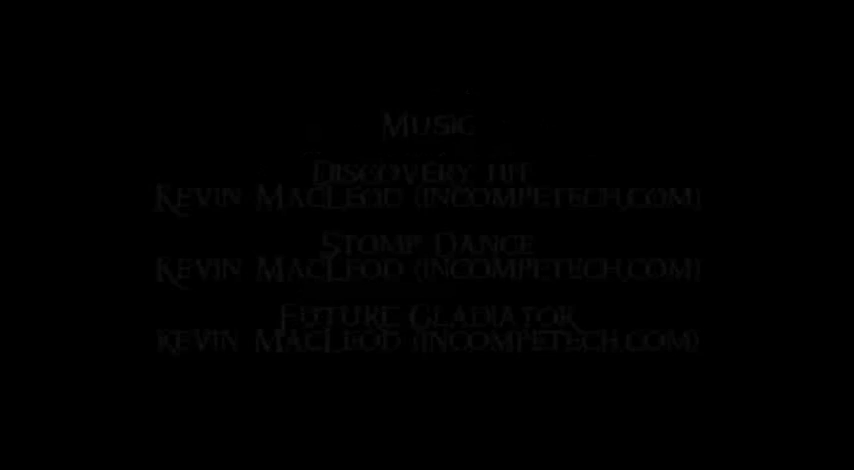 Music
Discovery Hit
Kevin MacLeod (incompetech.com)
Stomp Dance
Kevin MacLeod (incompetech.com)
Future Gladiator
Kevin MacLeod (incompetech.com)